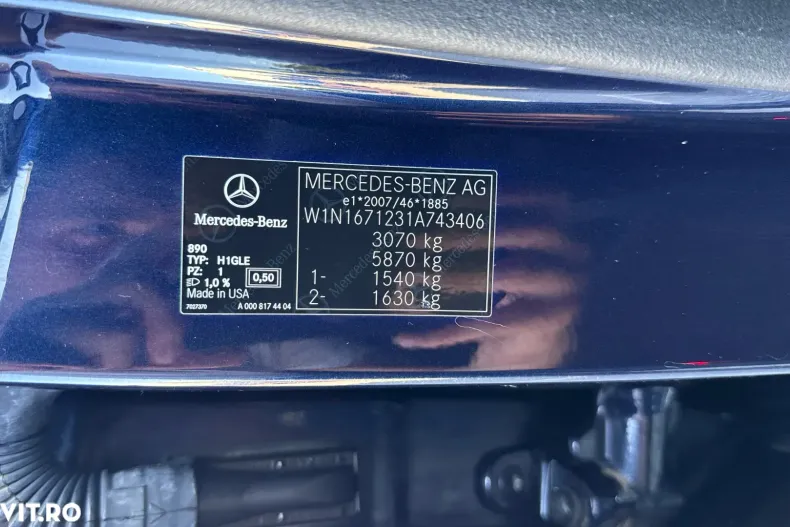 MERCEDES-BENZ AG
e1*2007/46*1885
W1N1671231A743406
3070 kg
5870 kg
1- 1540 kg
2- 1630 kg
Mercedes-Benz
890
TYP: H1GLE
PZ: 1
1,0 % 0,50
Made in USA
7027370 A 000 817 44 04
VIT.RO